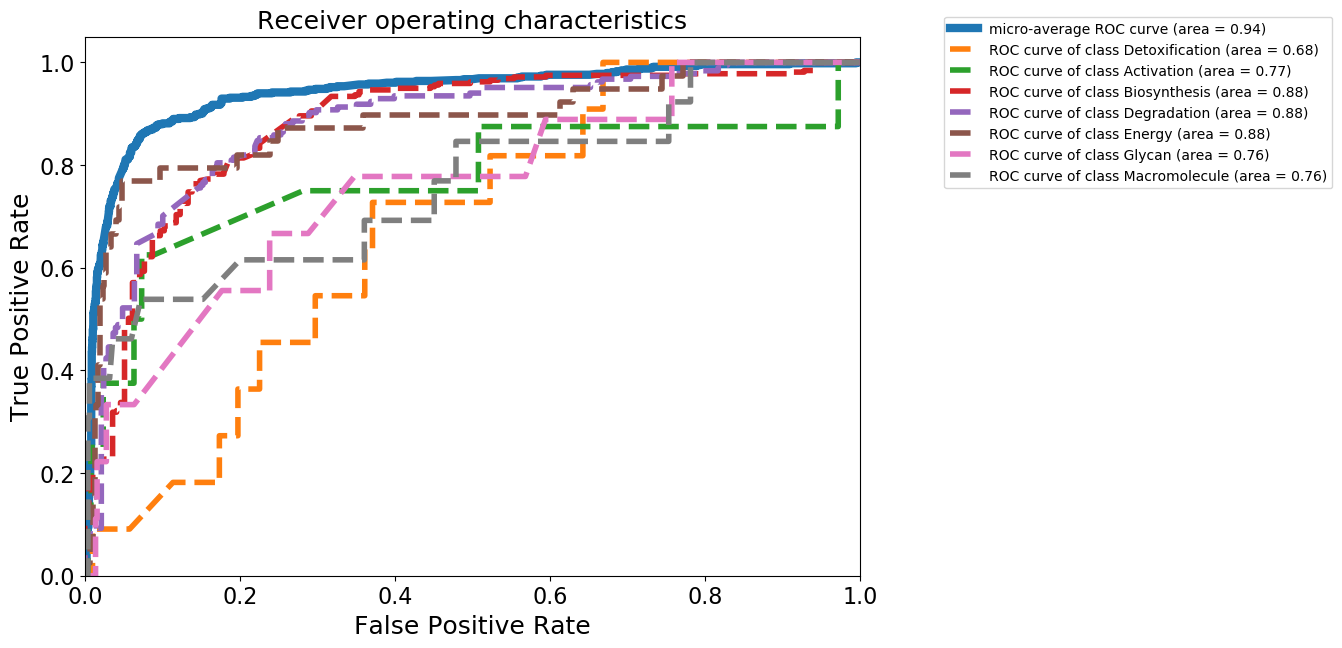 Receiver operating characteristics
micro-average ROC curve (area = 0.94)
ROC curve of class Detoxification (area = 0.68)
ROC curve of class Activation (area = 0.77)
ROC curve of class Biosynthesis (area = 0.88)
ROC curve of class Degradation (area = 0.88)
ROC curve of class Energy (area = 0.88)
ROC curve of class Glycan (area = 0.76)
ROC curve of class Macromolecule (area = 0.76)
True Positive Rate
1.0
0.8
0.6
0.4
0.2
0.0
0.0 0.2 0.4 0.6 0.8 1.0
False Positive Rate